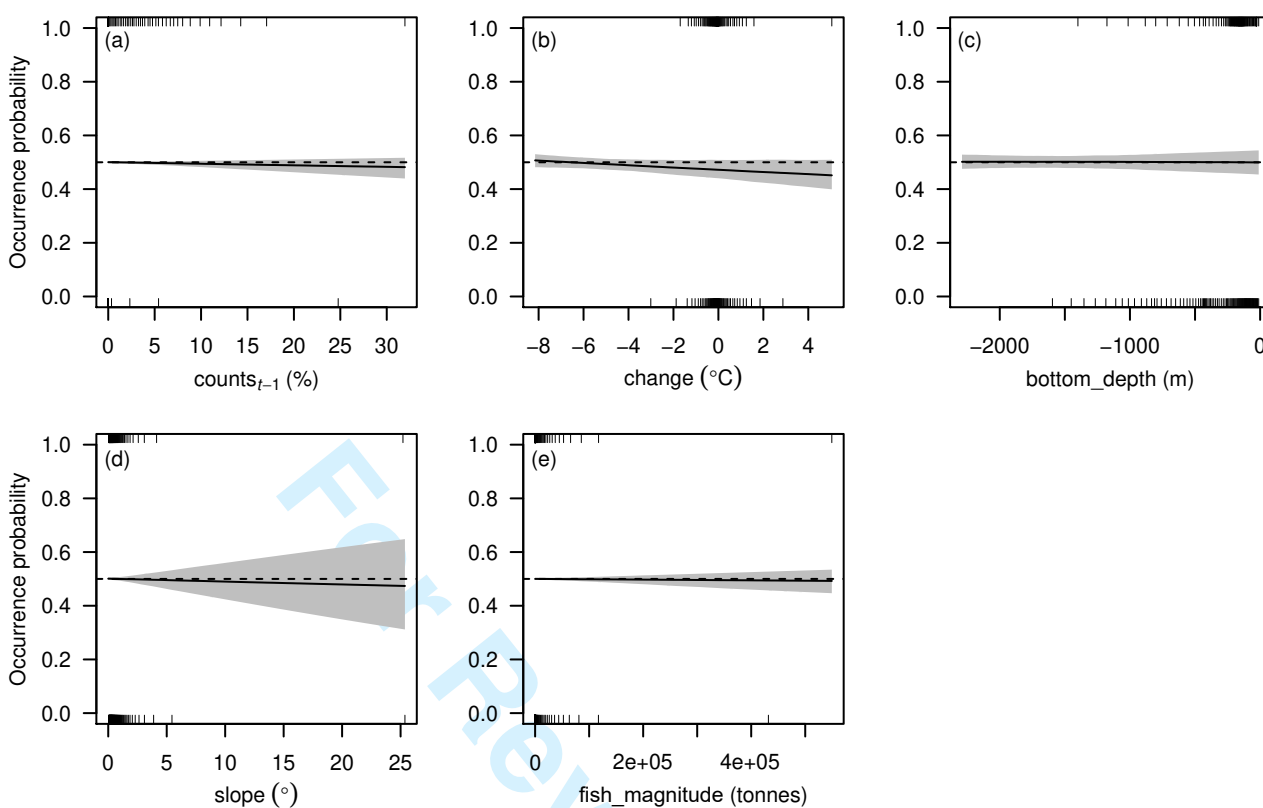 (a) (b) (c)
1.0 1.0 1.0
0.8 0.8 0.8
0.6 0.6 0.6
0.4 0.4 0.4
0.2 0.2 0.2
0.0 0.0 0.0
Occurrence probability
0 5 10 15 20 25 30
−8 −6 −4 −2 0 2 4
−2000 −1000 0
counts t−1 (%)
change (°C)
bottom_depth (m)
(d) (e)
1.0 1.0
0.8 0.8
0.6 0.6
0.4 0.4
0.2 0.2
0.0 0.0
Occurrence probability
0 5 10 15 20 25
0 2e+05 4e+05
slope (°)
fish_magnitude (tonnes)
For Rev